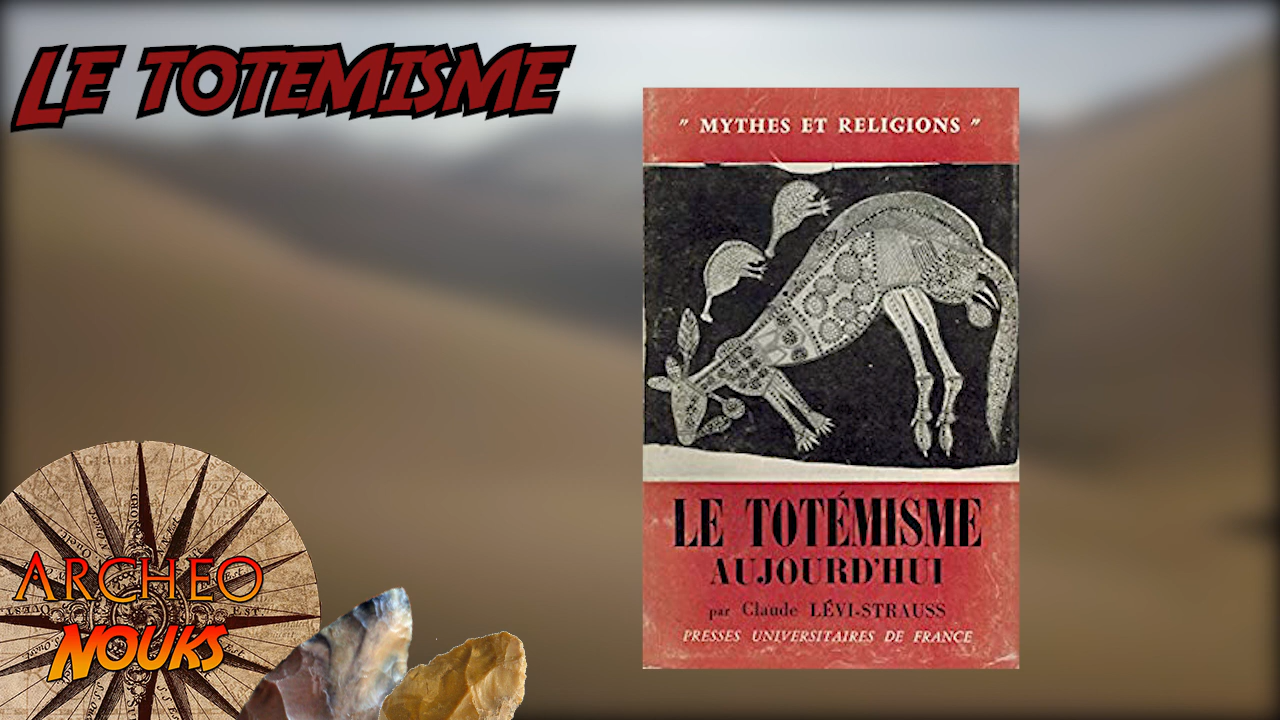 LE TOTEMISME
" MYTHES ET RELIGIONS "
LE TOTÉMISME
AUJOURD'HUI
par Claude LÉVI-STRAUSS
PRESSES UNIVERSITAIRES DE FRANCE
ARCHEO
NOUKS